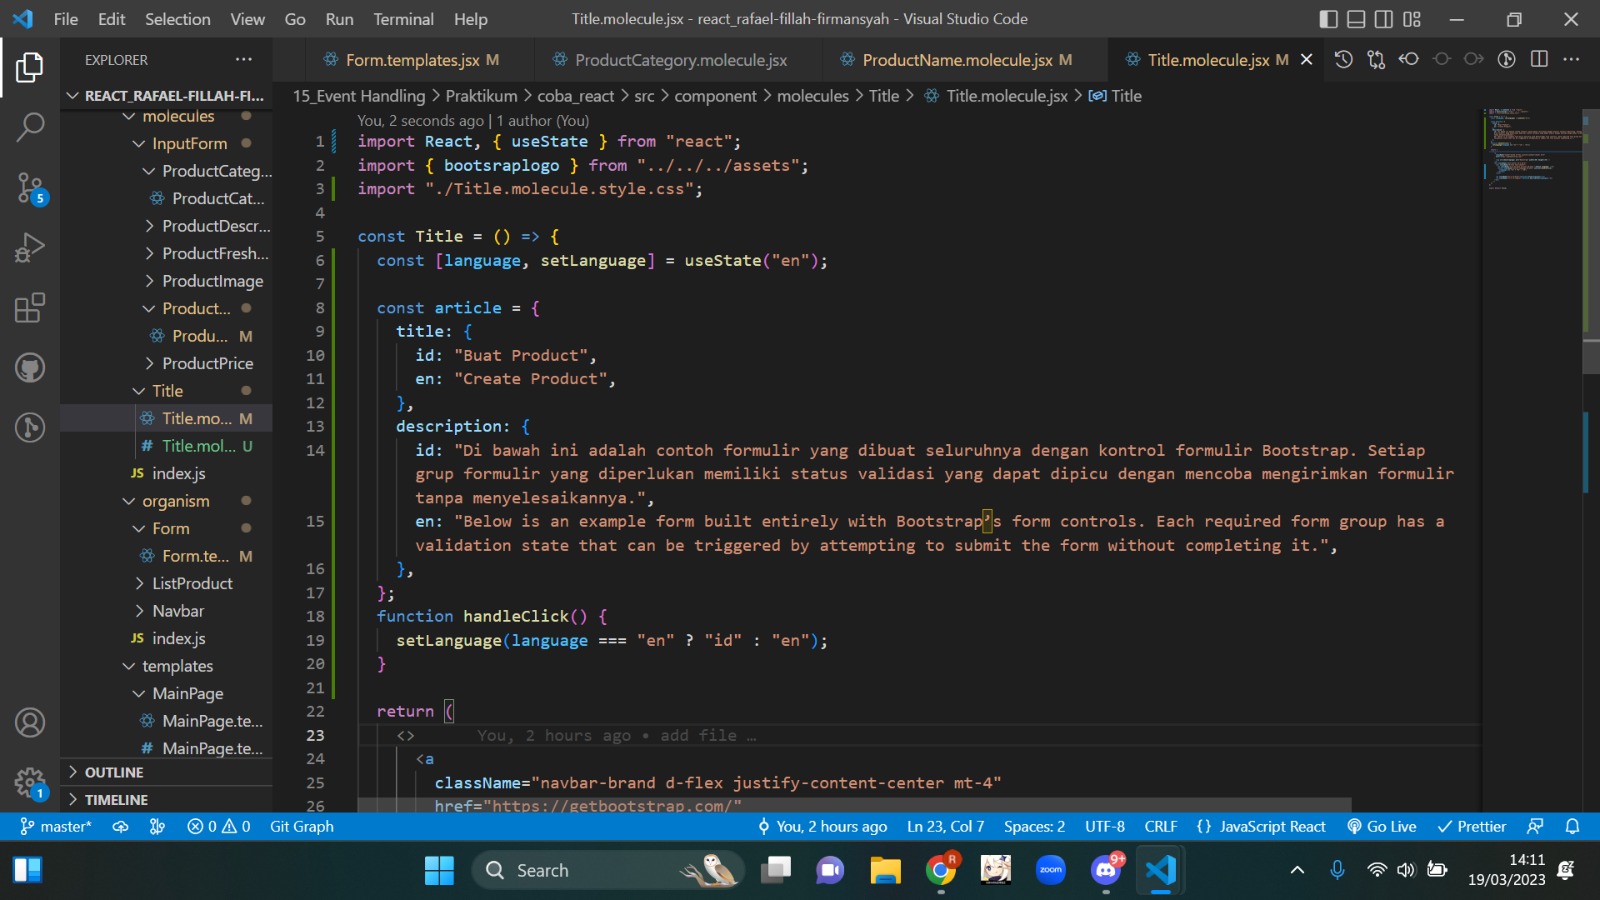 File Edit Selection View Go Run Terminal Help
Title.molecule.jsx - react_rafael-fillah-firmansyah - Visual Studio Code
EXPLORER ...
Form.templates.jsx M
ProductCategory.molecule.jsx
ProductName.molecule.jsx M
Title.molecule.jsx M
REACT_RAFAEL-FILLAH-FI...
molecules
InputForm
ProductCateg...
ProductCat...
ProductDescr...
ProductFresh...
ProductImage
Product...
Produ... M
ProductPrice
Title
Title.mo... M
# Title.mol... U
JS index.js
organism
Form
Form.te... M
ListProduct
Navbar
JS index.js
templates
MainPage
MainPage.te...
# MainPage.te...
OUTLINE
TIMELINE
5
1
15_Event Handling > Praktikum > coba_react > src > component > molecules > Title > Title.molecule.jsx > Title
You, 2 seconds ago | 1 author (You)
1 import React, { useState } from "react";
2 import { bootsraplogo } from "../../../assets";
3 import "./Title.molecule.style.css";
4
5 const Title = () => {
6 const [language, setLanguage] = useState("en");
7
8 const article = {
9 title: {
10 id: "Buat Product",
11 en: "Create Product",
12 },
13 description: {
14 id: "Di bawah ini adalah contoh formulir yang dibuat seluruhnya dengan kontrol formulir Bootstrap. Setiap
grup formulir yang diperlukan memiliki status validasi yang dapat dipicu dengan mencoba mengirimkan formulir
tanpa menyelesaikannya.",
15 en: "Below is an example form built entirely with Bootstrap’s form controls. Each required form group has a
validation state that can be triggered by attempting to submit the form without completing it.",
16 },
17 };
18 function handleClick() {
19 setLanguage(language === "en" ? "id" : "en");
20 }
21
22 return (
23 <> You, 2 hours ago • add file …
24 <a
25 className="navbar-brand d-flex justify-content-center mt-4"
26 href="https://getbootstrap.com/"
master* 0 0 Git Graph
You, 2 hours ago Ln 23, Col 7 Spaces: 2 UTF-8 CRLF {} JavaScript React Go Live Prettier
Search
R
zoom
9+
14:11
19/03/2023